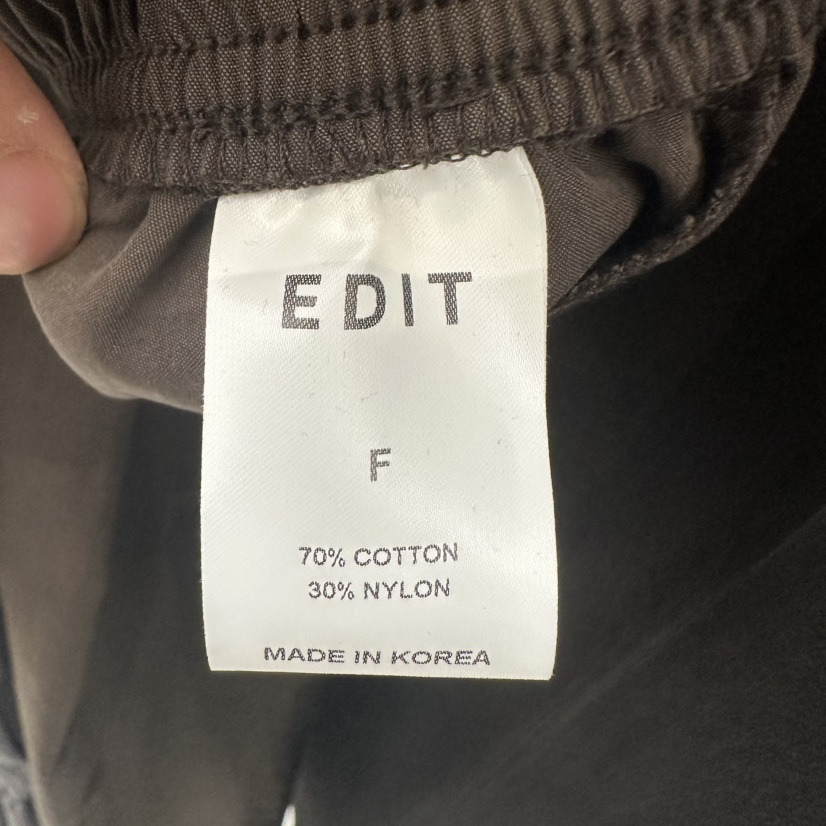 EDIT
F
70% COTTON
30% NYLON
MADE IN KOREA